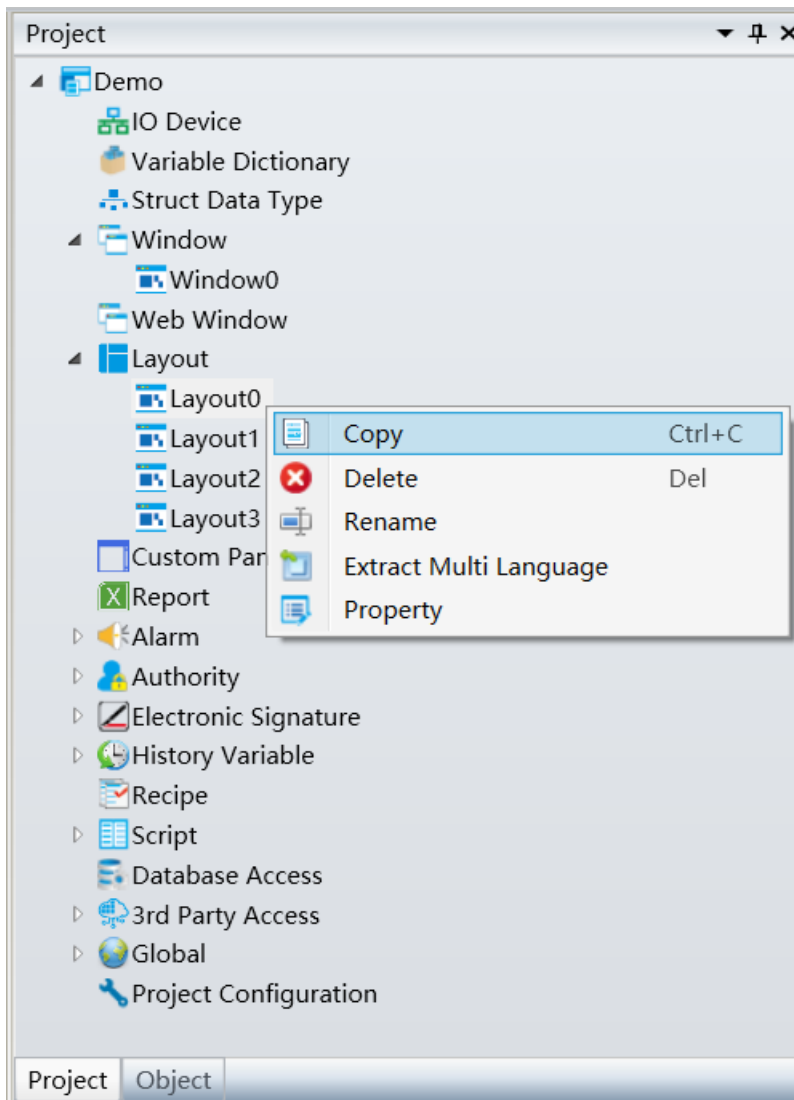 Project
Demo
IO Device
Variable Dictionary
Struct Data Type
Window
Window0
Web Window
Layout
Layout0
Layout1
Copy Ctrl+C
Layout2
Delete Del
Layout3
Rename
Custom Pan
Extract Multi Language
Report
Property
Alarm
Authority
Electronic Signature
History Variable
Recipe
Script
Database Access
3rd Party Access
Global
Project Configuration
Project Object